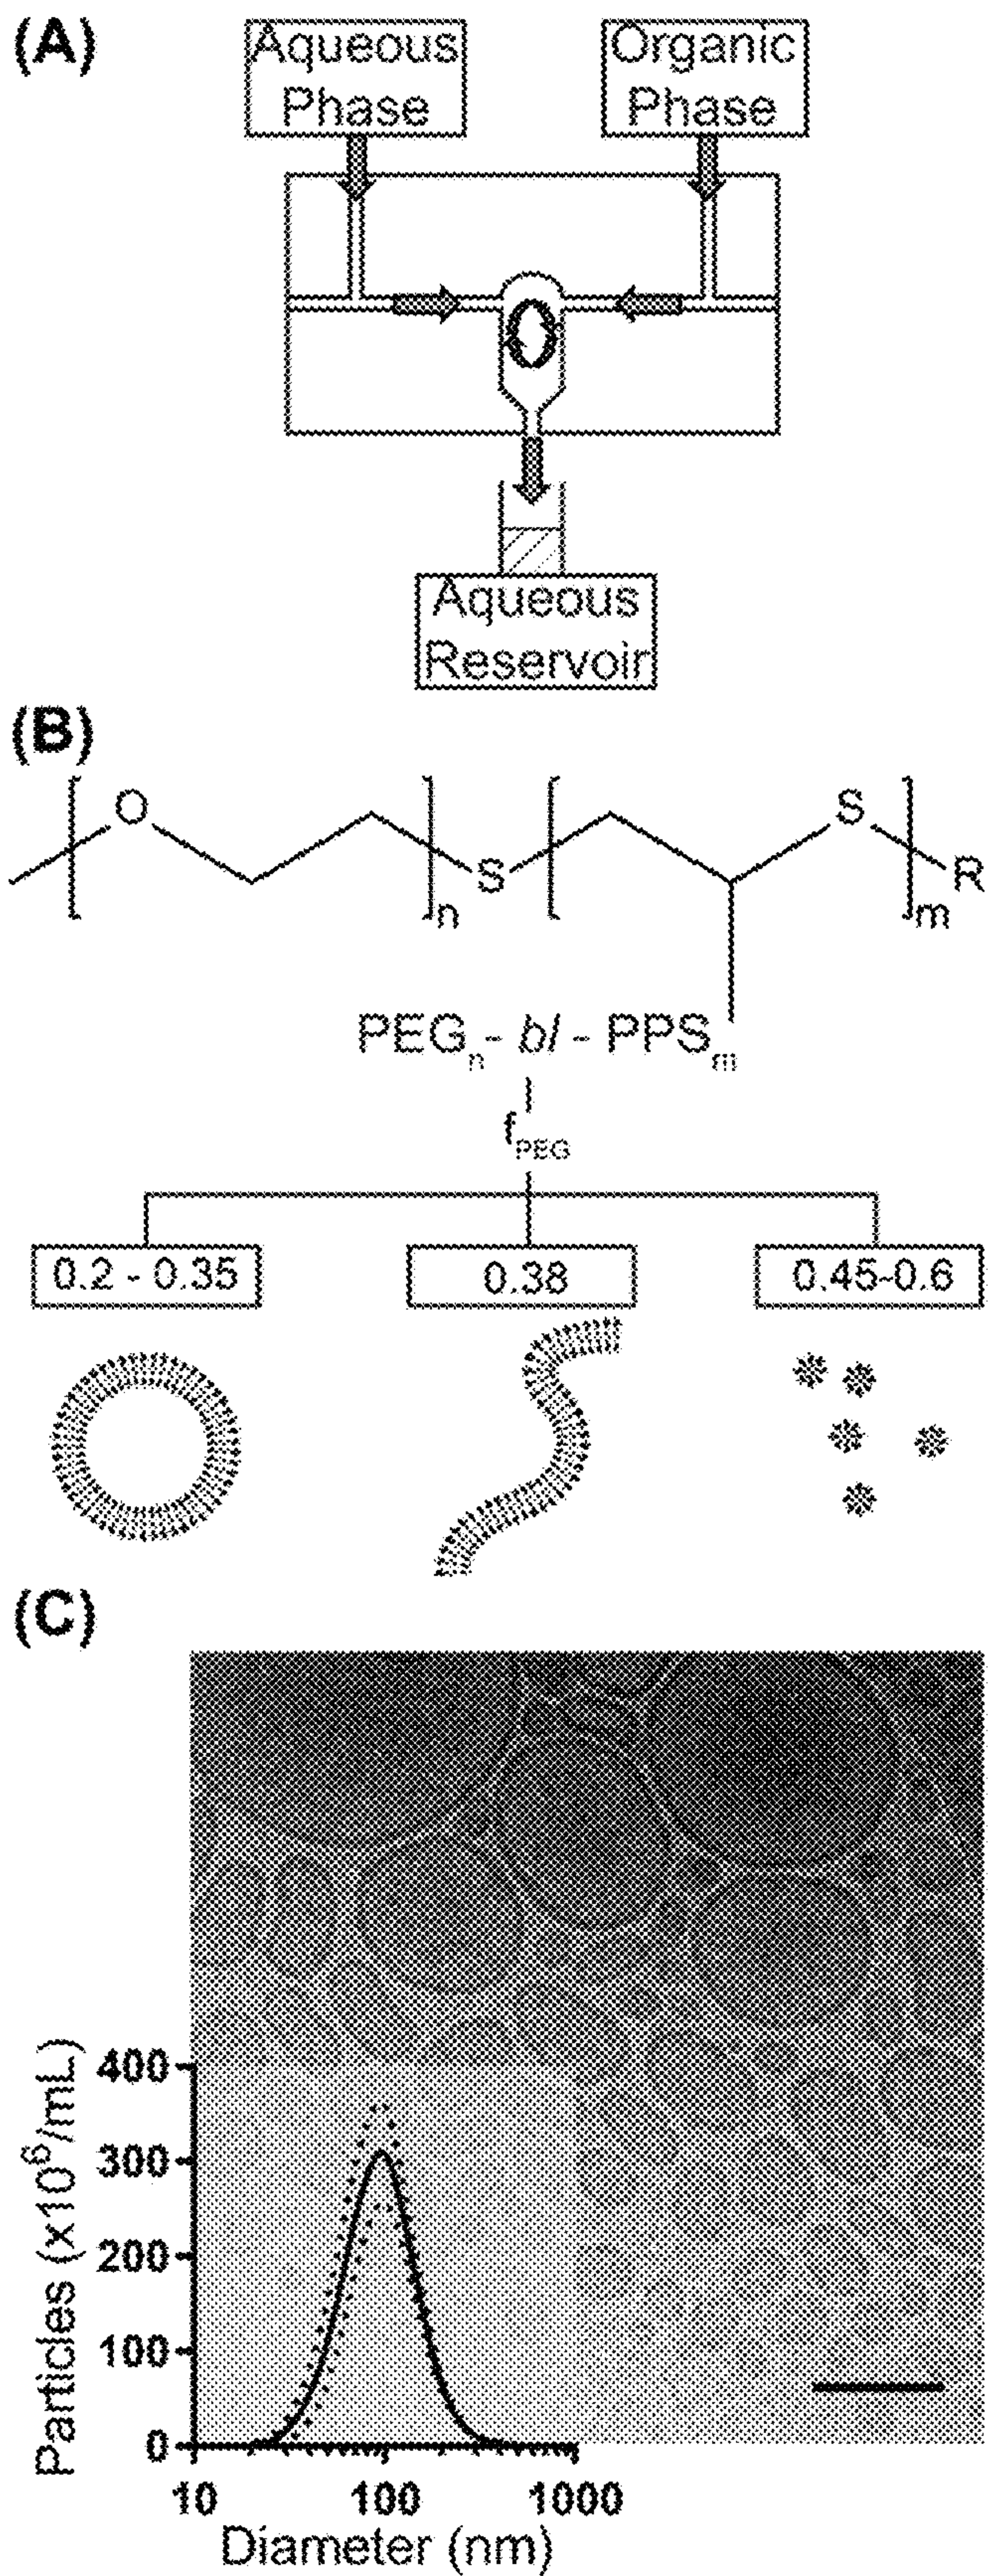 (A)
Aqueous
Phase
Organic
Phase
Aqueous
Reservoir
(B)
O
S
n
S
m
R
PEGn- bl - PPSm
fPEG
0.2 - 0.35
0.38
0.45-0.6
(C)
Particles (x10⁶/mL)
400
300
200
100
0
10
100
1000
Diameter (nm)